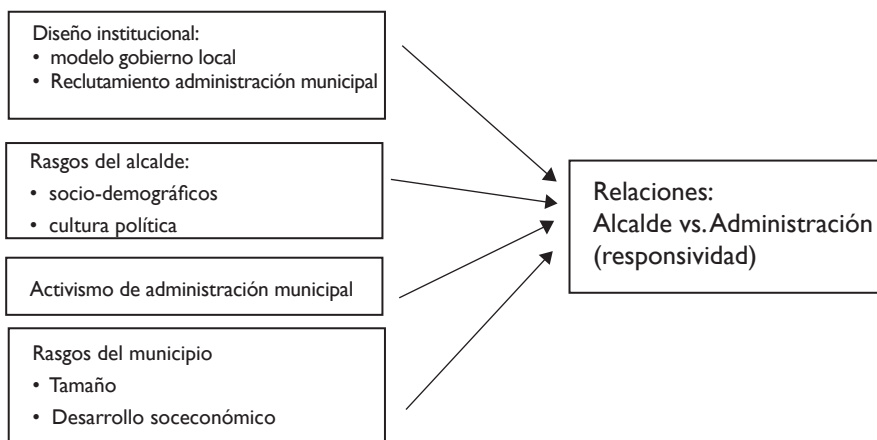 Diseño institucional:
• modelo gobierno local
• Reclutamiento administración municipal
Rasgos del alcalde:
• socio-demográficos
• cultura política
Activismo de administración municipal
Rasgos del municipio
• Tamaño
• Desarrollo soceconómico
Relaciones:
Alcalde vs. Administración
(responsividad)